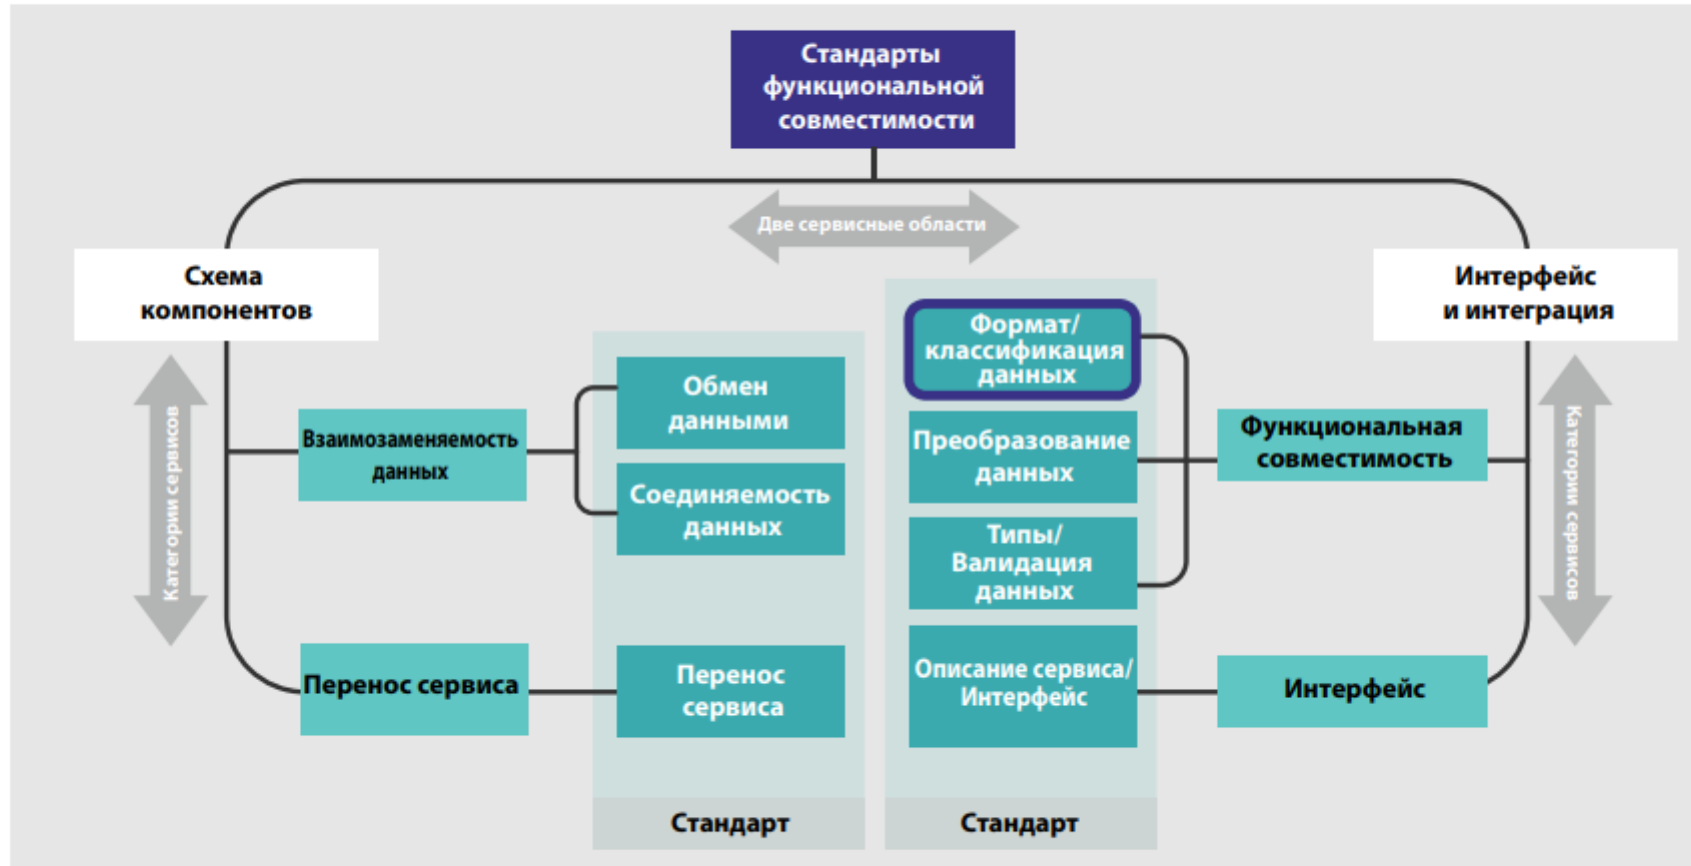 Стандарты
функциональной
совместимости
Две сервисные области
Схема
компонентов
Интерфейс
и интеграция
Категории сервисов
Взаимозаменяемость
данных
Обмен
данными
Соединяемость
данных
Перенос сервиса
Перенос
сервиса
Стандарт
Формат/
классификация
данных
Преобразование
данных
Типы/
Валидация
данных
Описание сервиса/
Интерфейс
Стандарт
Функциональная
совместимость
Интерфейс
Категории сервисов